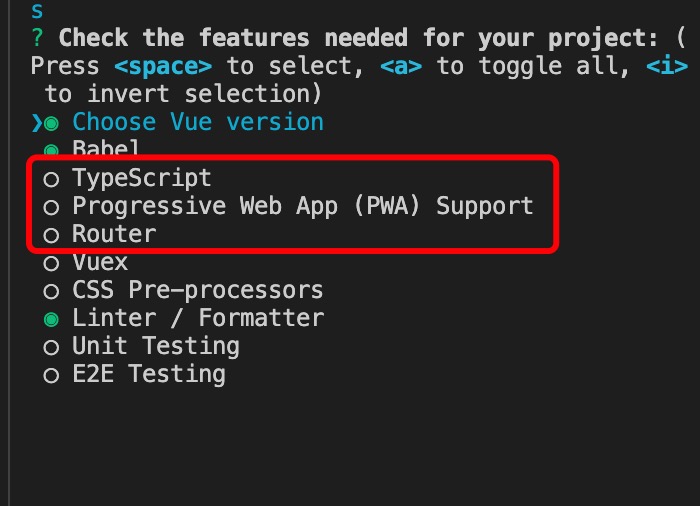 s
? Check the features needed for your project: (
Press <space> to select, <a> to toggle all, <i>
to invert selection)
❯◉ Choose Vue version
◉ Babel
◯ TypeScript
◯ Progressive Web App (PWA) Support
◯ Router
◯ Vuex
◯ CSS Pre-processors
◉ Linter / Formatter
◯ Unit Testing
◯ E2E Testing